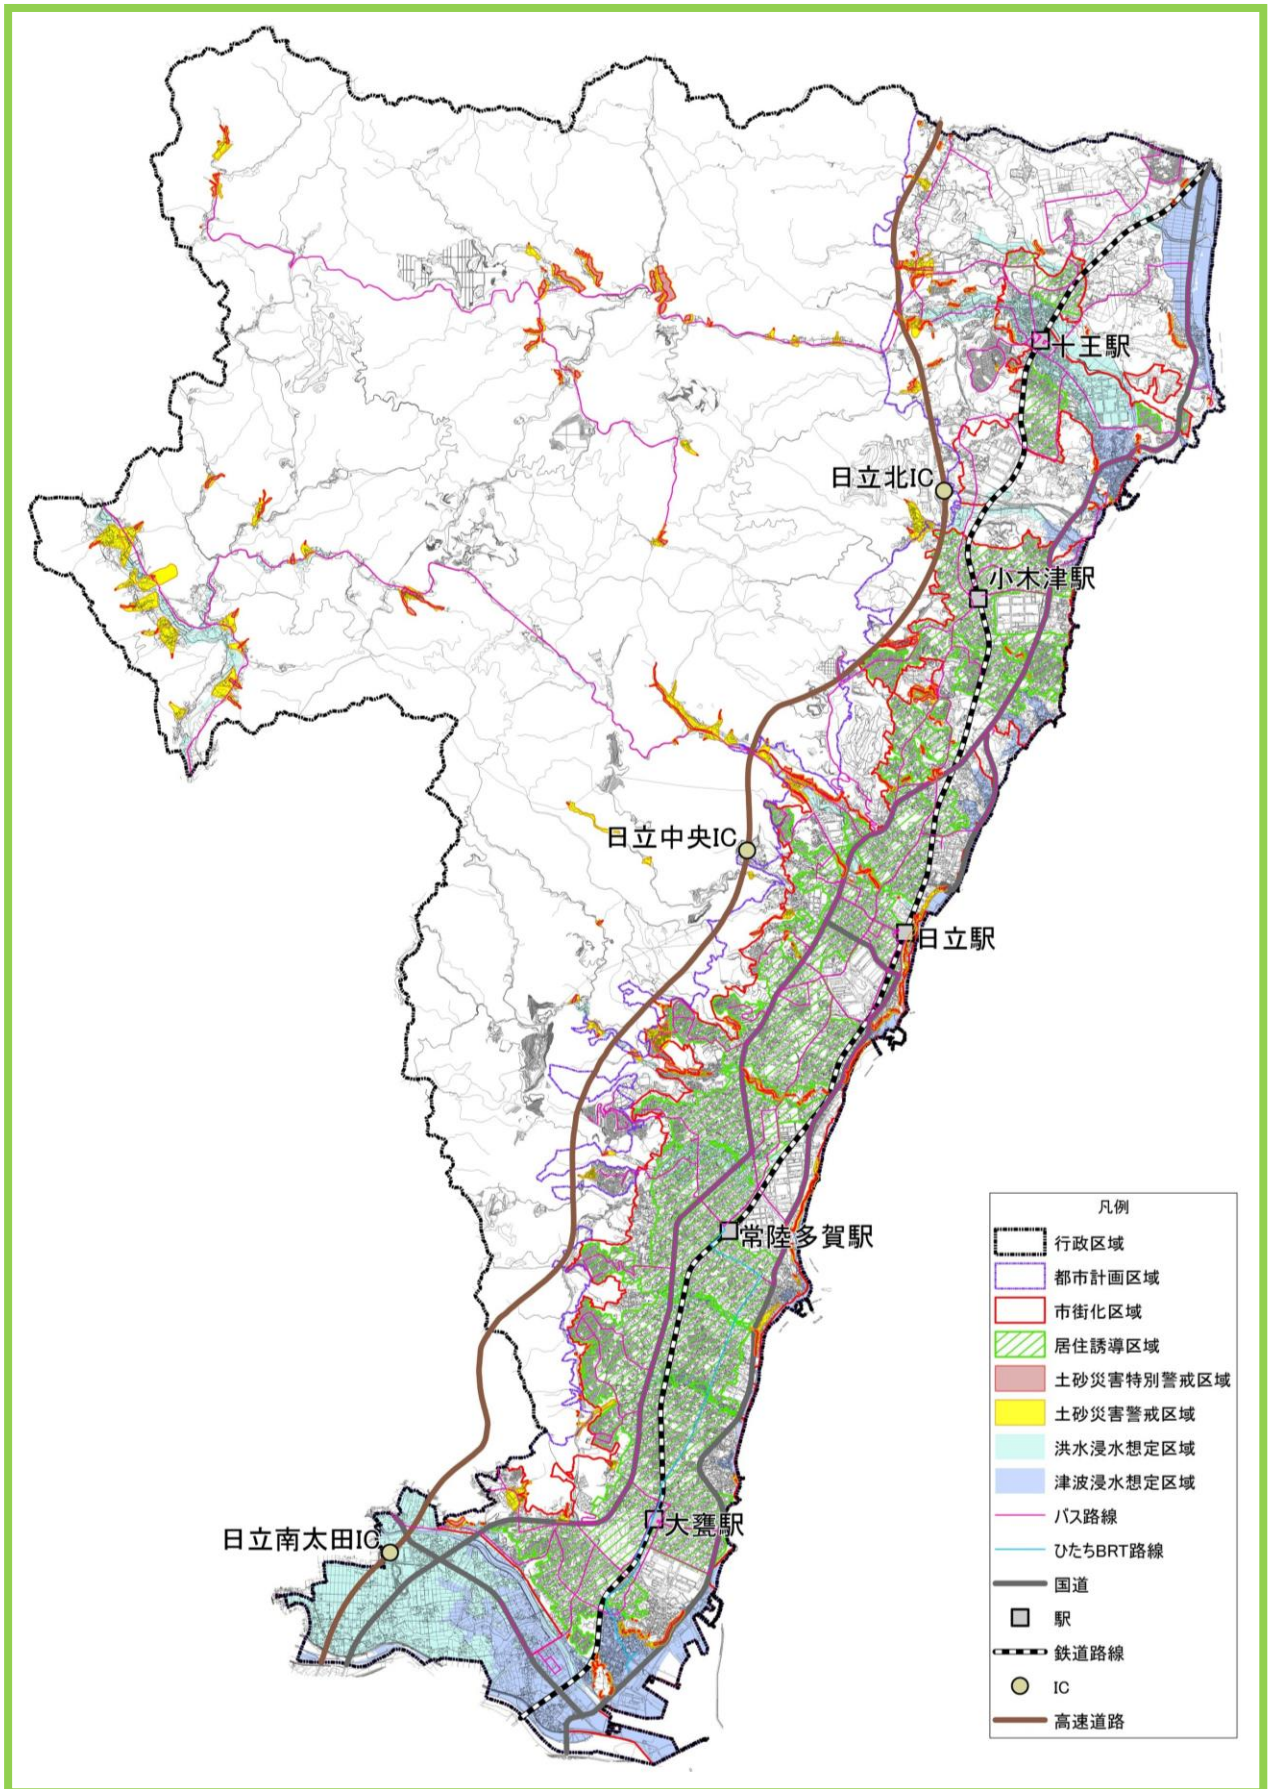 十王駅
日立北IC
小木津駅
日立中央IC
日立駅
常陸多賀駅
大甕駅
日立南太田IC
凡例
行政区域
都市計画区域
市街化区域
居住誘導区域
土砂災害特別警戒区域
土砂災害警戒区域
洪水浸水想定区域
津波浸水想定区域
バス路線
ひたちBRT路線
国道
駅
鉄道路線
IC
高速道路